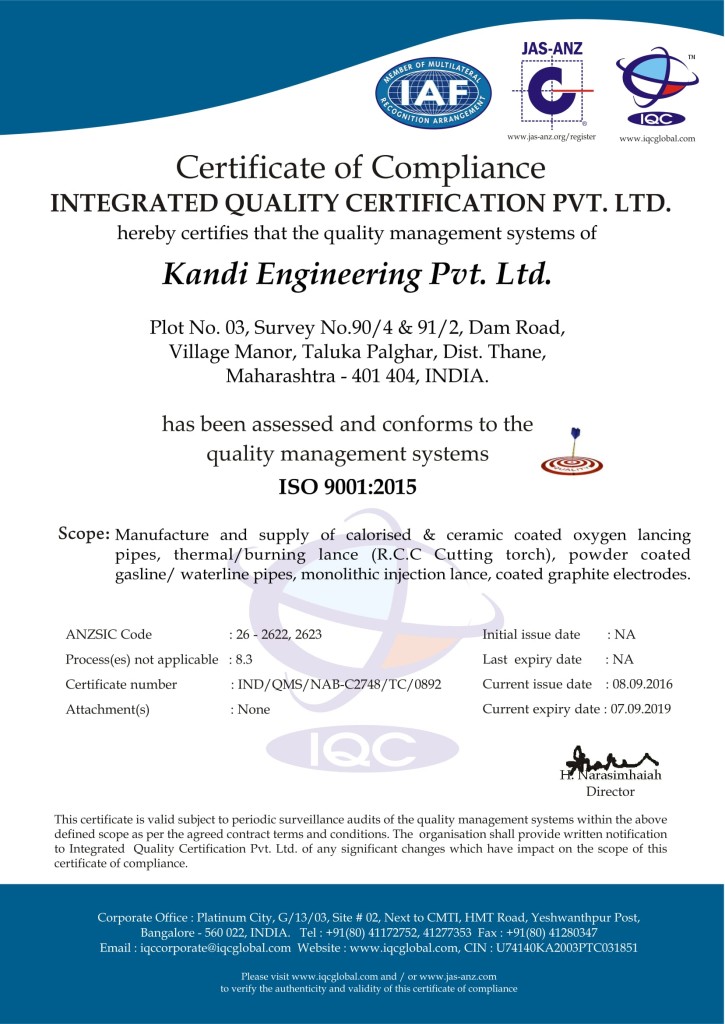 MEMBER OF MULTILATERAL
IAF
RECOGNITION ARRANGEMENT
JAS-ANZ
C
®
www.jas-anz.org/register
TM
IQC
www.iqcglobal.com
Certificate of Compliance
INTEGRATED QUALITY CERTIFICATION PVT. LTD.
hereby certifies that the quality management systems of
Kandi Engineering Pvt. Ltd.
Plot No. 03, Survey No.90/4 & 91/2, Dam Road,
Village Manor, Taluka Palghar, Dist. Thane,
Maharashtra - 401 404, INDIA.
has been assessed and conforms to the
quality management systems
ISO 9001:2015
Scope: Manufacture and supply of calorised & ceramic coated oxygen lancing
pipes, thermal/burning lance (R.C.C Cutting torch), powder coated
gasline/ waterline pipes, monolithic injection lance, coated graphite electrodes.
ANZSIC Code : 26 - 2622, 2623
Process(es) not applicable : 8.3
Certificate number : IND/QMS/NAB-C2748/TC/0892
Attachment(s) : None
Initial issue date : NA
Last expiry date : NA
Current issue date : 08.09.2016
Current expiry date : 07.09.2019
IQC
H. Narasimhaiah
Director
This certificate is valid subject to periodic surveillance audits of the quality management systems within the above
defined scope as per the agreed contract terms and conditions. The organisation shall provide written notification
to Integrated Quality Certification Pvt. Ltd. of any significant changes which have impact on the scope of this
certificate of compliance.
Corporate Office : Platinum City, G/13/03, Site # 02, Next to CMTI, HMT Road, Yeshwanthpur Post,
Bangalore - 560 022, INDIA. Tel : +91(80) 41172752, 41277353 Fax : +91(80) 41280347
Email : iqccorporate@iqcglobal.com Website : www.iqcglobal.com, CIN : U74140KA2003PTC031851
Please visit www.iqcglobal.com and / or www.jas-anz.com
to verify the authenticity and validity of this certificate of compliance